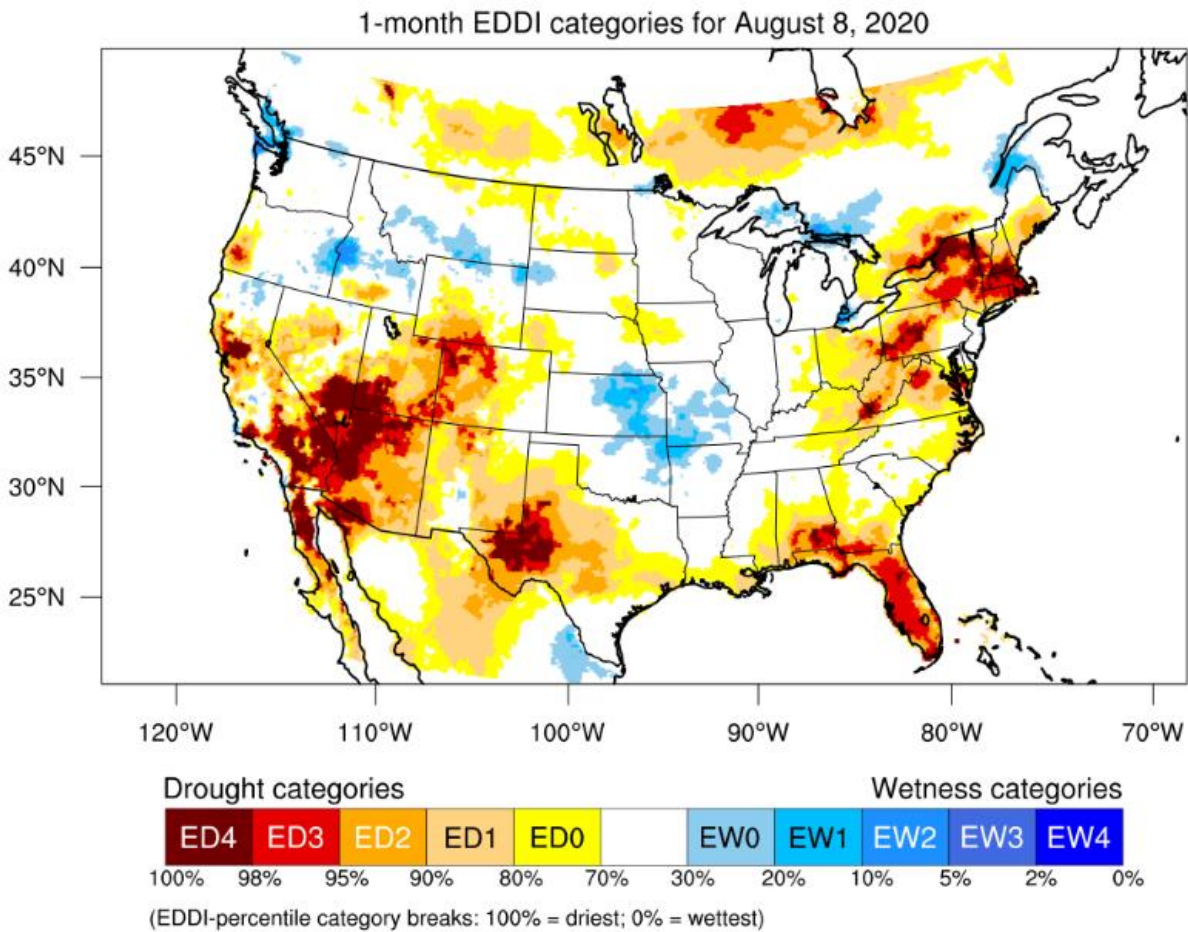 1-month EDDI categories for August 8, 2020
45°N
40°N
35°N
30°N
25°N
120°W 110°W 100°W 90°W 80°W 70°W
Drought categories Wetness categories
ED4 ED3 ED2 ED1 ED0 EW0 EW1 EW2 EW3 EW4
100% 98% 95% 90% 80% 70% 30% 20% 10% 5% 2% 0%
(EDDI-percentile category breaks: 100% = driest; 0% = wettest)